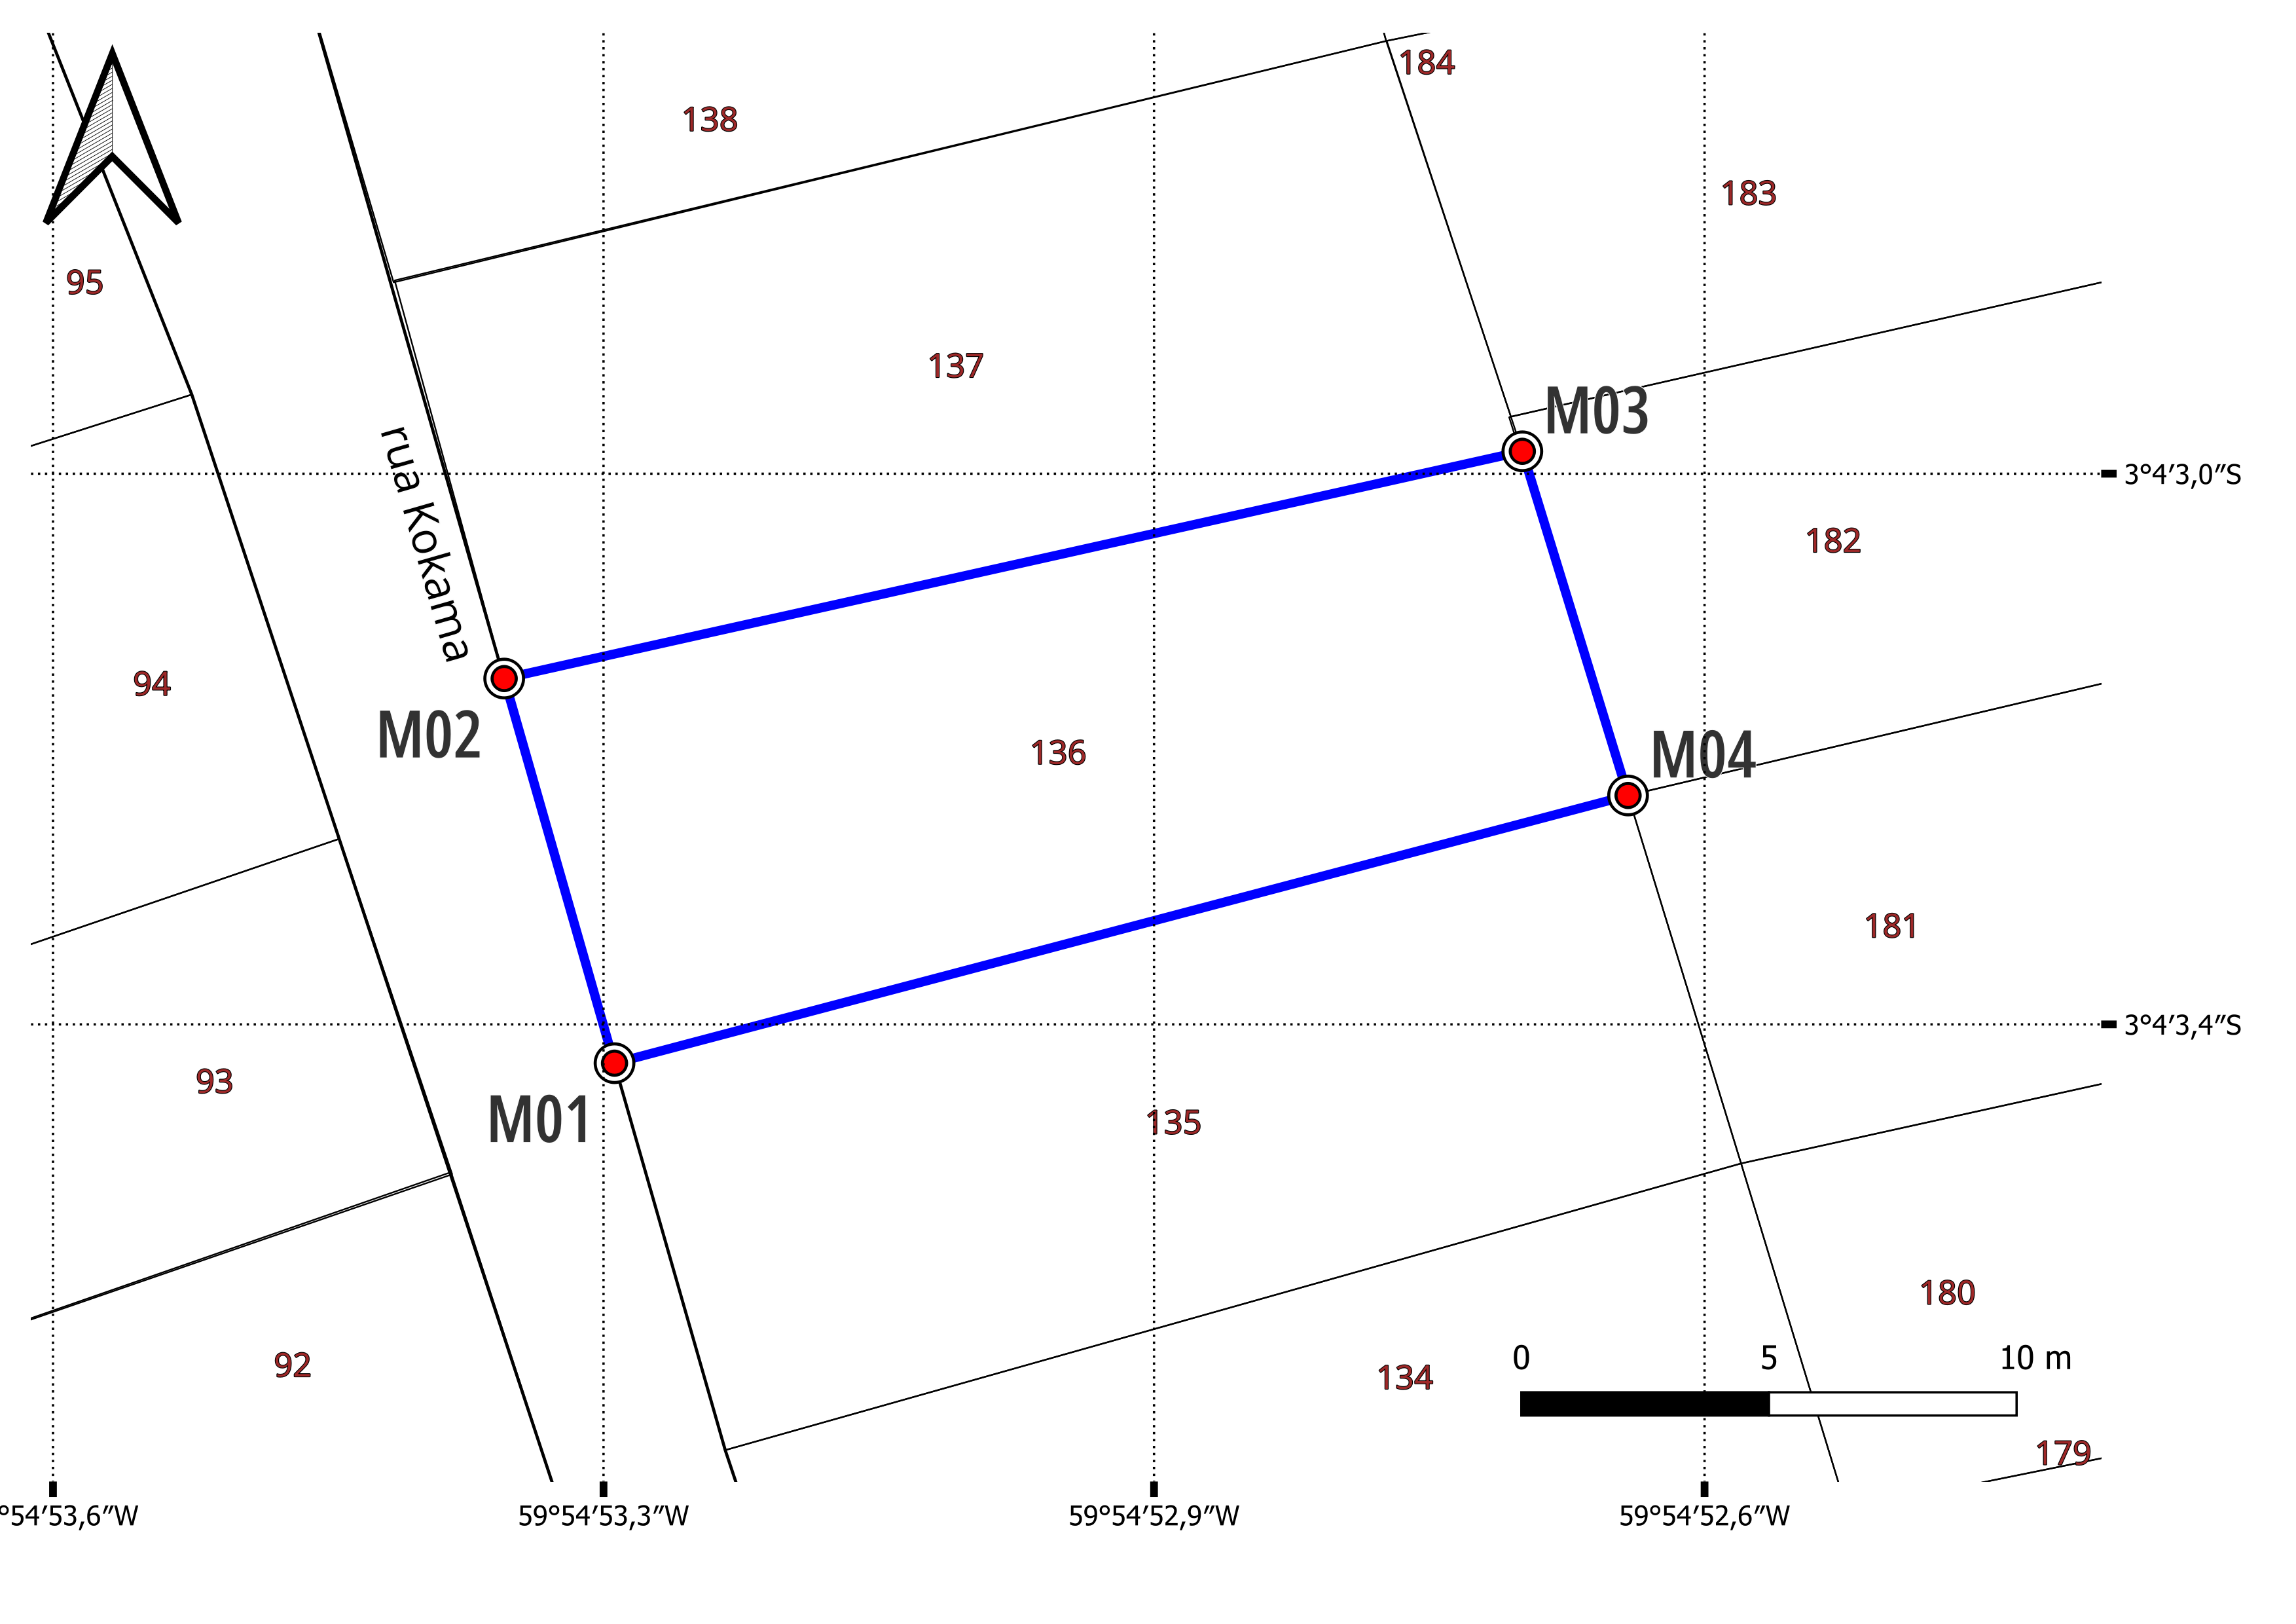 184
138
183
95
137
M03
rua Kokama
3°4′3,0″S
182
94
M02
136
M04
181
3°4′3,4″S
93
M01
135
180
92
134
0 5 10 m
179
°54′53,6″W
59°54′53,3″W
59°54′52,9″W
59°54′52,6″W